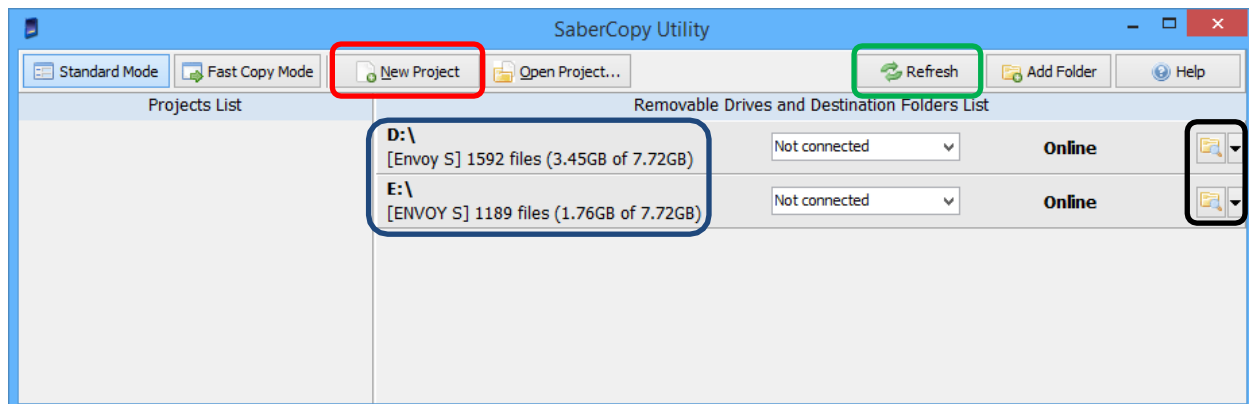 SaberCopy Utility
Standard Mode Fast Copy Mode New Project Open Project... Refresh Add Folder Help
Projects List Removable Drives and Destination Folders List
D:\
[Envoy S] 1592 files (3.45GB of 7.72GB) Not connected Online
E:\
[ENVOY S] 1189 files (1.76GB of 7.72GB) Not connected Online